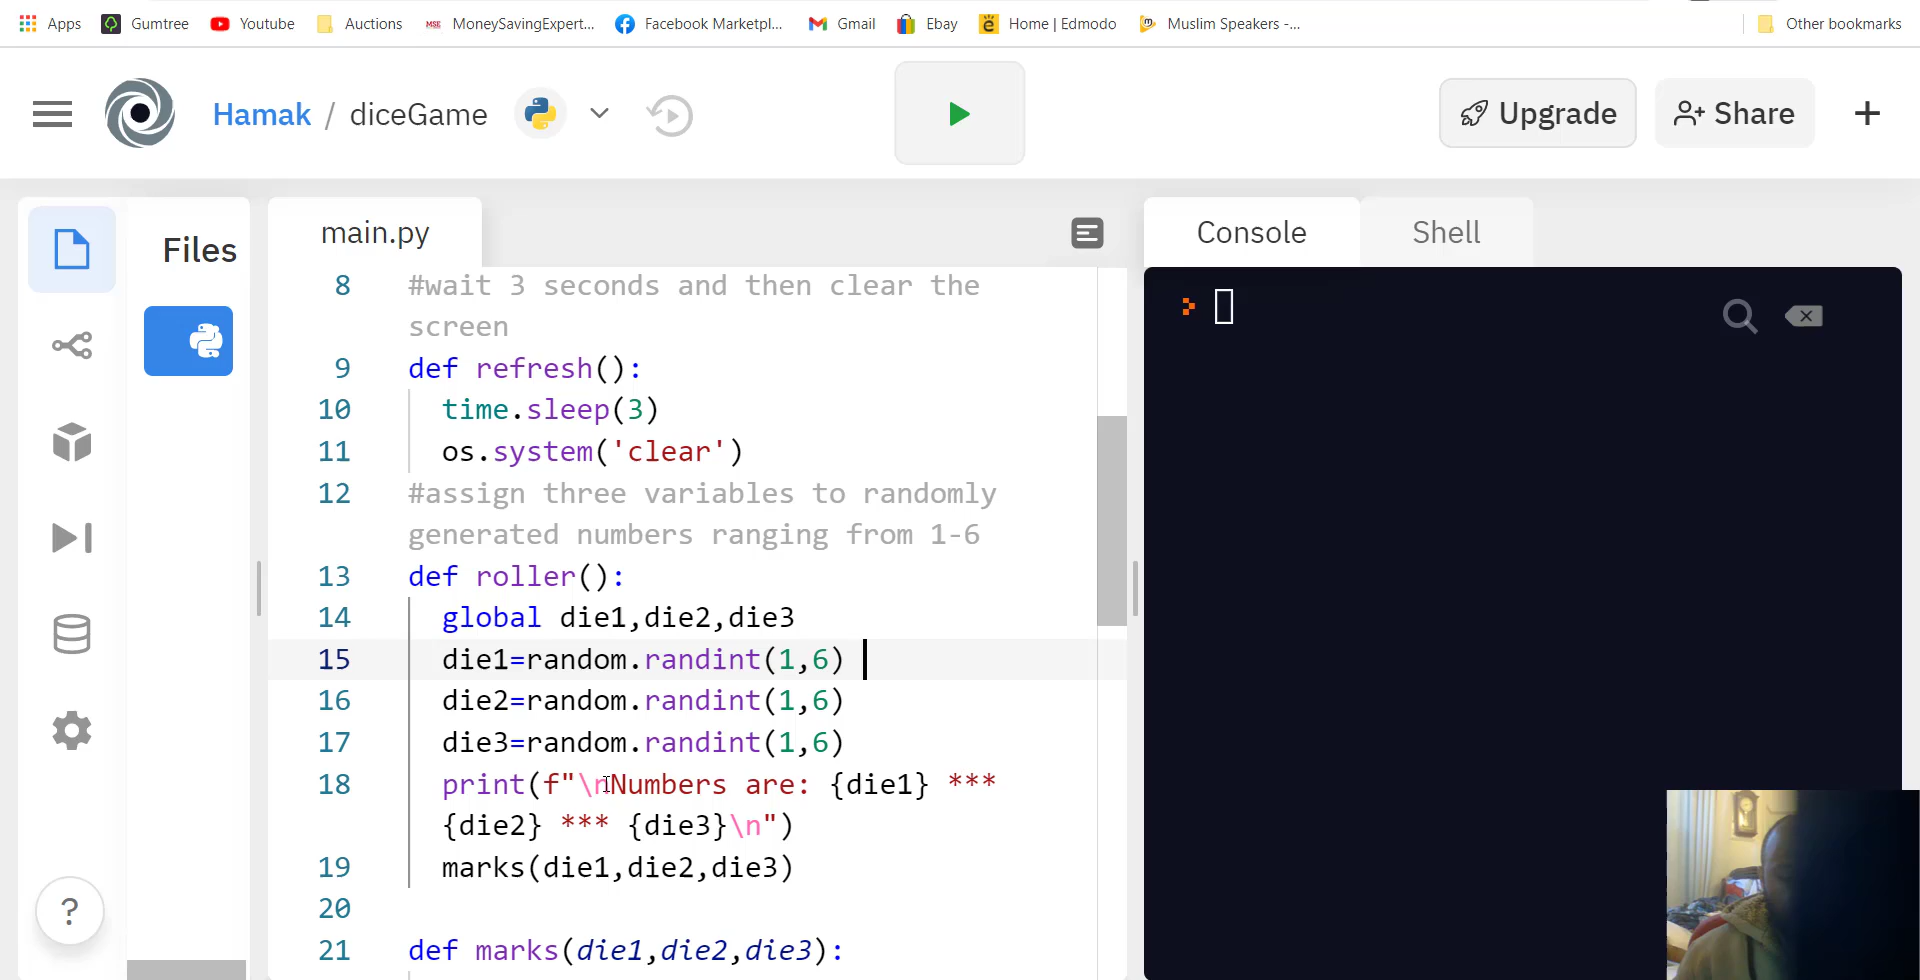 Apps Gumtree Youtube Auctions MSE MoneySavingExpert... Facebook Marketpl... Gmail Ebay Home | Edmodo Muslim Speakers -... Other bookmarks
Hamak / diceGame Upgrade Share +
Files main.py Console Shell
8 #wait 3 seconds and then clear the
screen
9 def refresh():
10 time.sleep(3)
11 os.system('clear')
12 #assign three variables to randomly
generated numbers ranging from 1-6
13 def roller():
14 global die1,die2,die3
15 die1=random.randint(1,6)
16 die2=random.randint(1,6)
17 die3=random.randint(1,6)
18 print(f"\nNumbers are: {die1} ***
{die2} *** {die3}\n")
19 marks(die1,die2,die3)
20
21 def marks(die1,die2,die3):
?